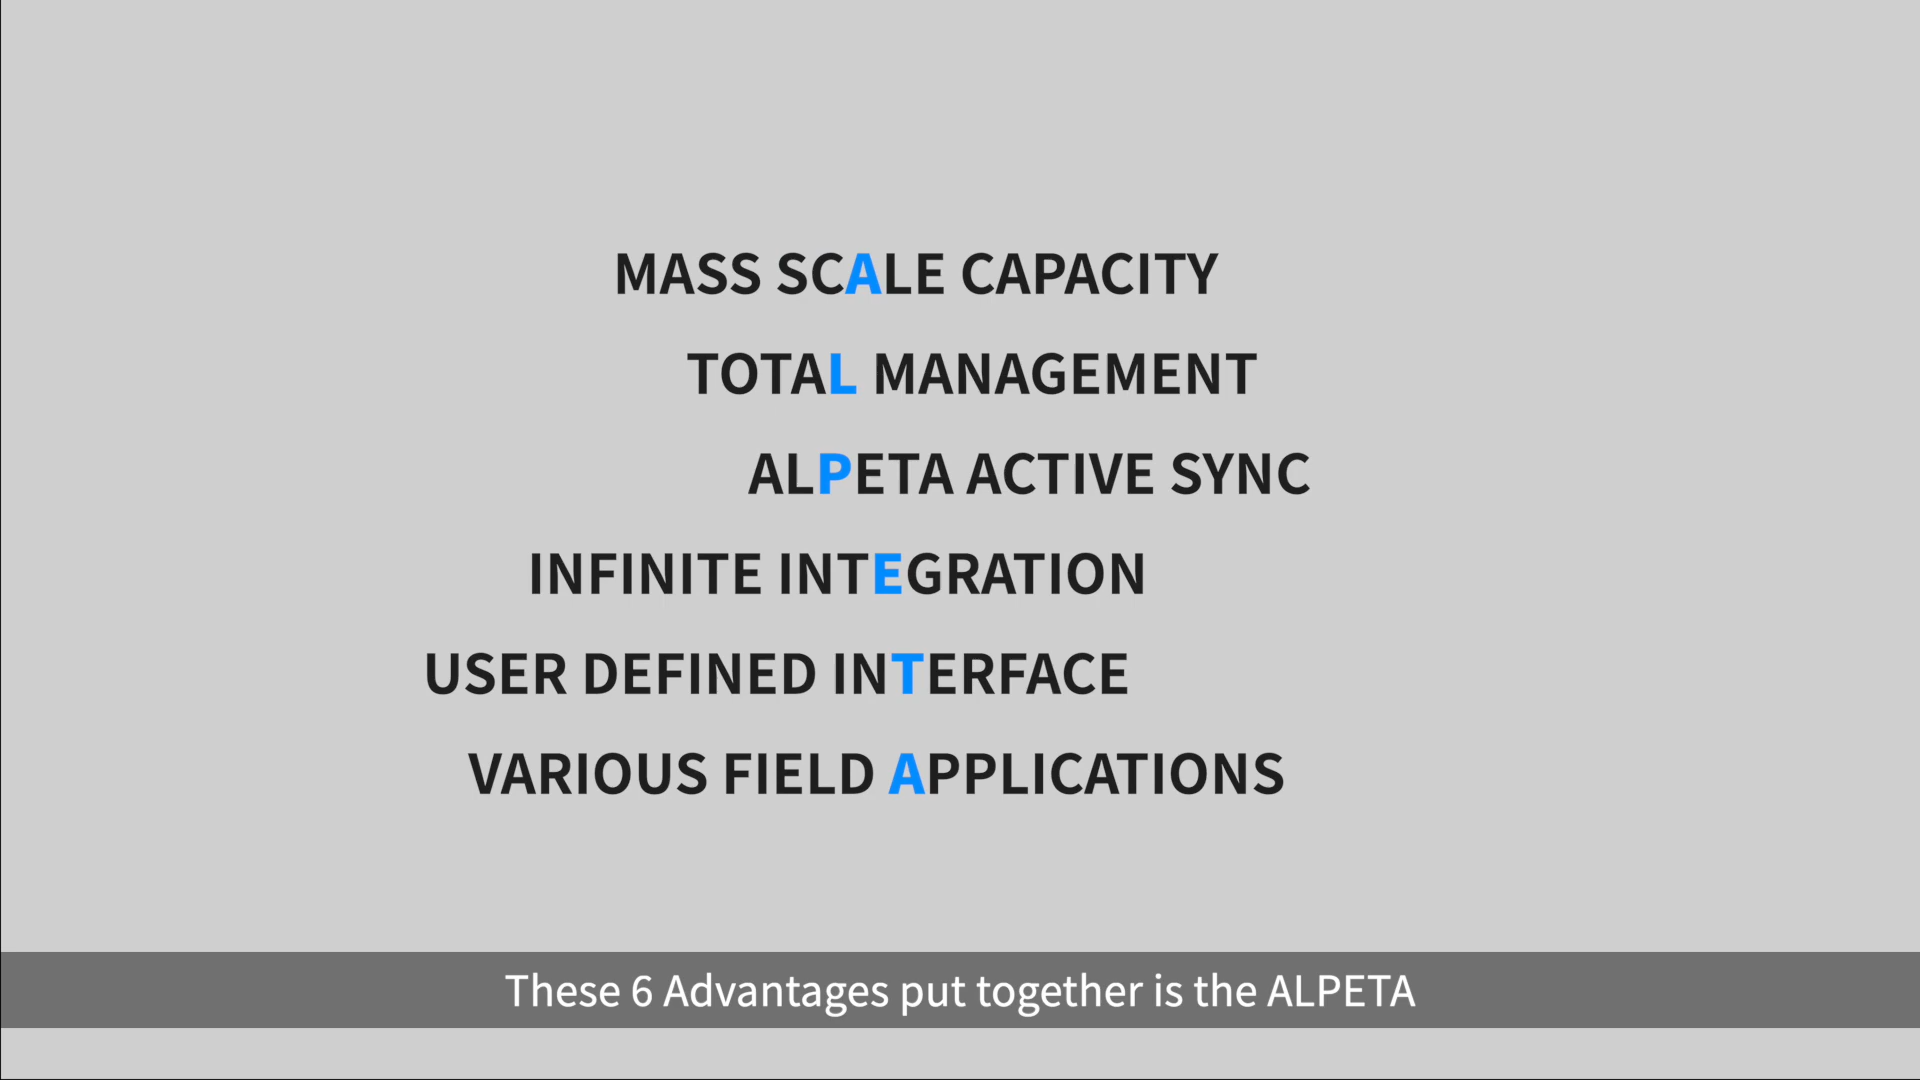 MASS SCALE CAPACITY
TOTAL MANAGEMENT
ALPETA ACTIVE SYNC
INFINITE INTEGRATION
USER DEFINED INTERFACE
VARIOUS FIELD APPLICATIONS
These 6 Advantages put together is the ALPETA